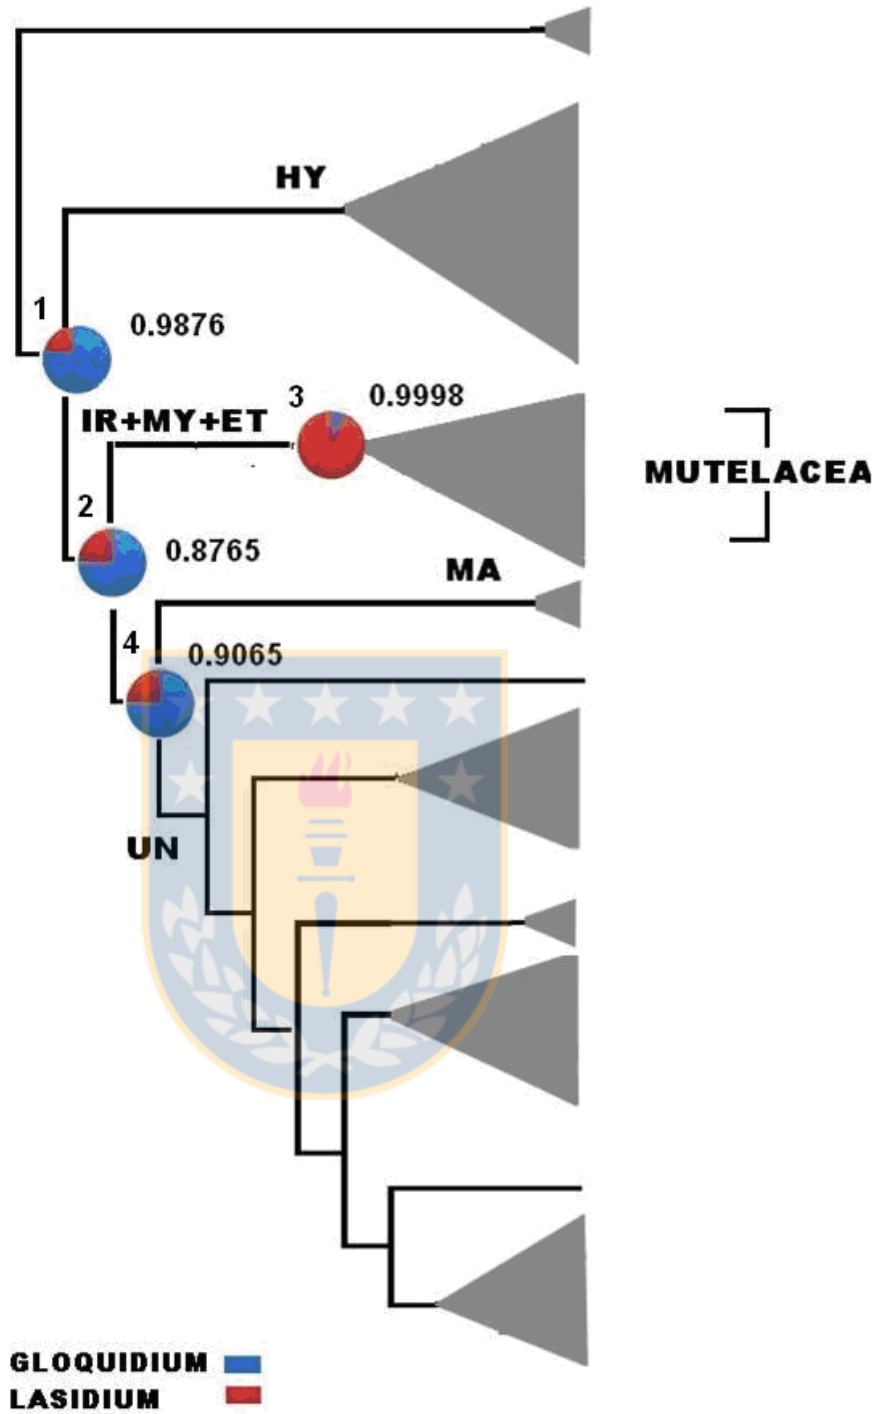 HY
1
0.9876
3
0.9998
IR+MY+ET
MUTELACEA
2
0.8765
MA
4
0.9065
UN
GLOQUIDIUM
LASIDIUM